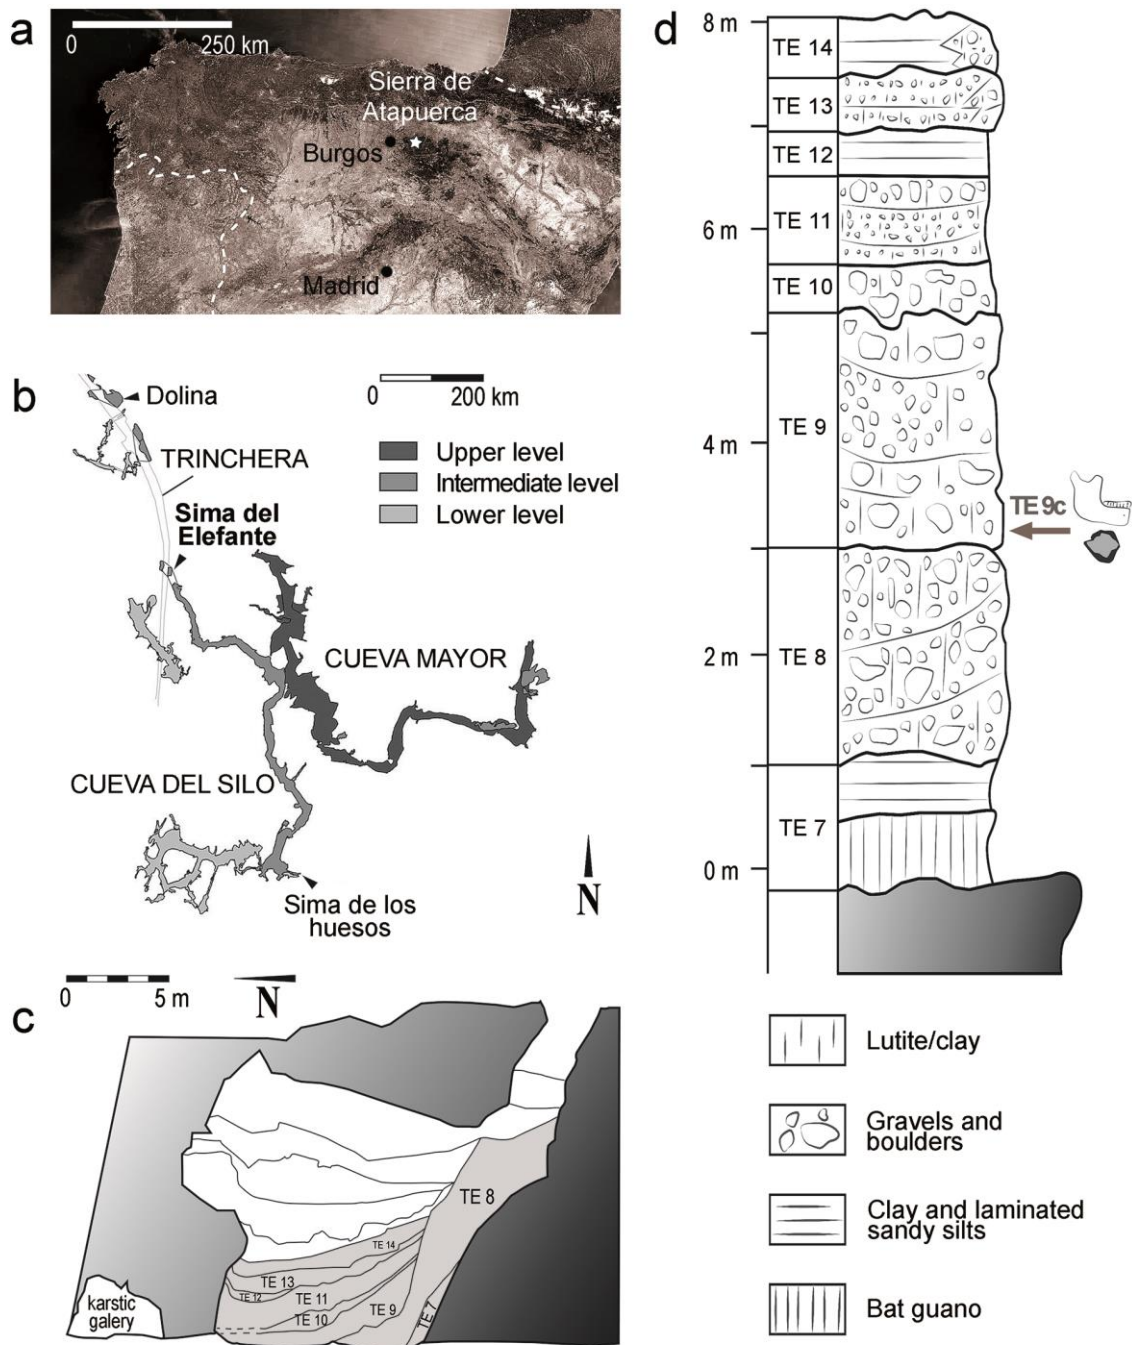 a
0
250 km
Sierra de
Atapuerca
Burgos
Madrid
b
Dolina
TRINCHERA
Sima del
Elefante
0
200 km
Upper level
Intermediate level
Lower level
CUEVA MAYOR
CUEVA DEL SILO
Sima de los
huesos
N
0
5 m
N
c
TE 8
TE 14
TE 13
TE 12
TE 11
TE 10
TE 9
TE 7
karstic
galery
d
8 m
6 m
4 m
2 m
0 m
TE 14
TE 13
TE 12
TE 11
TE 10
TE 9
TE 8
TE 7
TE 9c
Lutite/clay
Gravels and
boulders
Clay and laminated
sandy silts
Bat guano